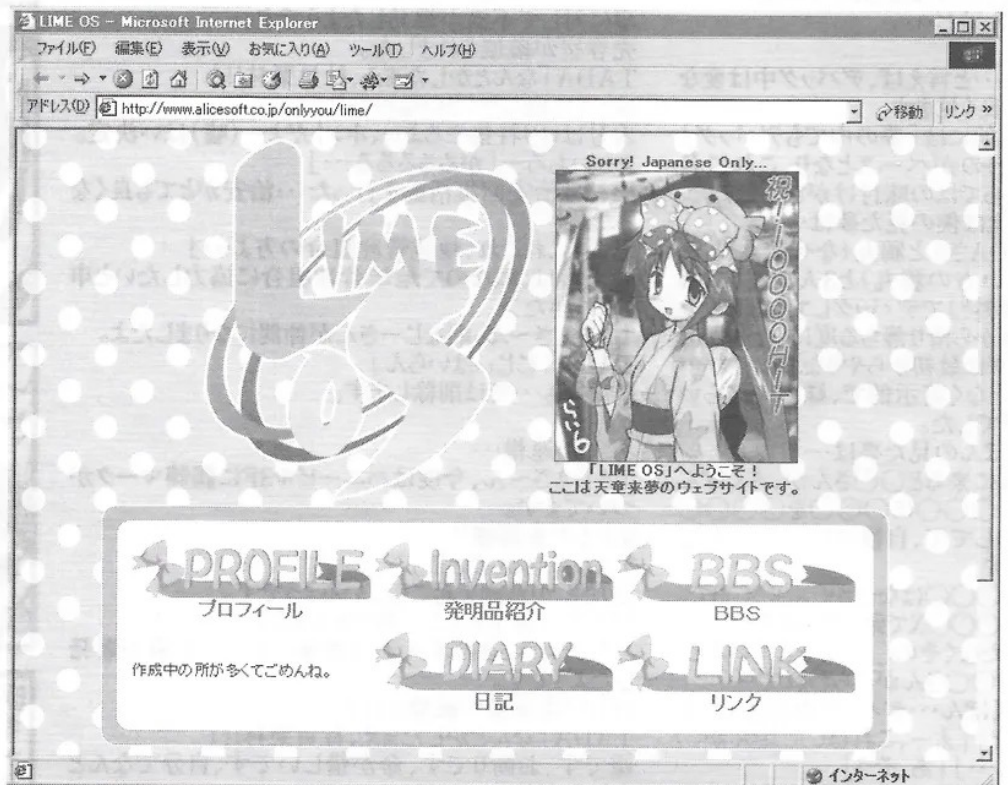 LIME OS - Microsoft Internet Explorer
ファイル(F) 編集(E) 表示(V) お気に入り(A) ツール(T) ヘルプ(H)
アドレス(D) http://www.alicesoft.co.jp/onlyyou/lime/ 移動 リンク »
LIME
OS
Sorry! Japanese Only...
祝!100000HIT
らいむ
「LIME OS」へようこそ!
ここは天童来夢のウェブサイトです。
PROFILE Invention BBS
プロフィール 発明品紹介 BBS
作成中の所が多くてごめんね。
DIARY LINK
日記 リンク
インターネット